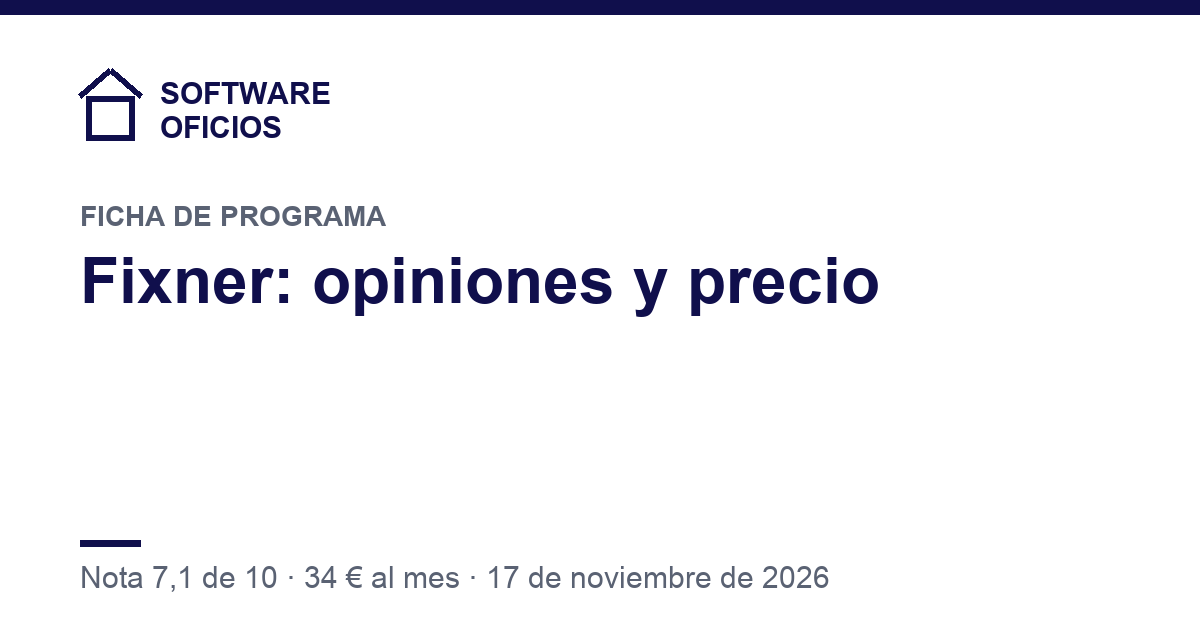 SOFTWARE
OFICIOS
FICHA DE PROGRAMA
Fixner: opiniones y precio
Nota 7,1 de 10 · 34 € al mes · 17 de noviembre de 2026